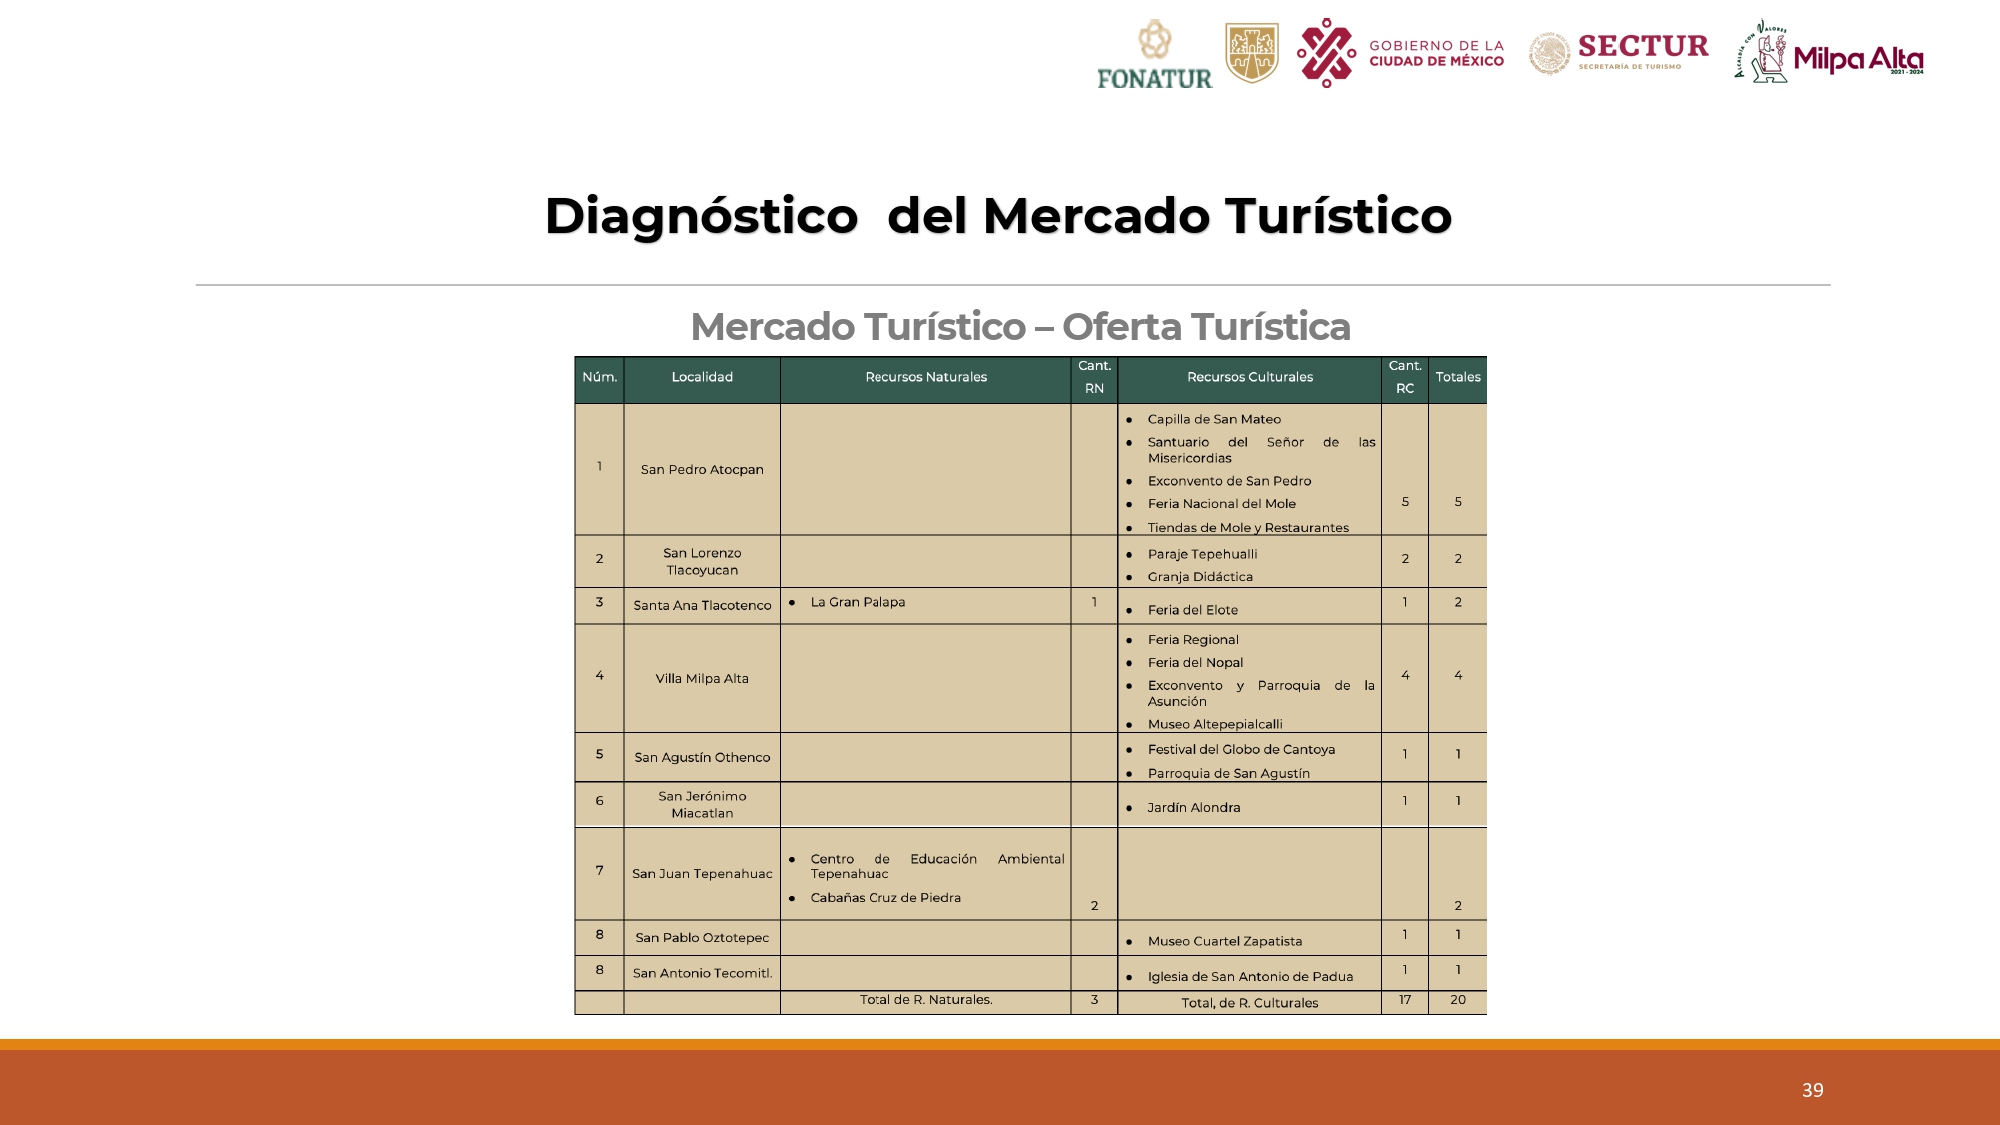 FONATUR
GOBIERNO DE LA
CIUDAD DE MÉXICO
SECTUR
SECRETARÍA DE TURISMO
ALCALDÍA CON VALORES
Milpa Alta
2021 - 2024
Diagnóstico del Mercado Turístico
Mercado Turístico – Oferta Turística
Núm. Localidad Recursos Naturales Cant. RN Recursos Culturales Cant. RC Totales
1 San Pedro Atocpan
• Capilla de San Mateo
• Santuario del Señor de las
Misericordias
• Exconvento de San Pedro
• Feria Nacional del Mole
• Tiendas de Mole y Restaurantes
5 5
2 San Lorenzo
Tlacoyucan
• Paraje Tepehualli
• Granja Didáctica
2 2
3 Santa Ana Tlacotenco • La Gran Palapa 1 • Feria del Elote 1 2
4 Villa Milpa Alta
• Feria Regional
• Feria del Nopal
• Exconvento y Parroquia de la
Asunción
• Museo Altepepialcalli
4 4
5 San Agustín Othenco
• Festival del Globo de Cantoya
• Parroquia de San Agustín
1 1
6 San Jerónimo
Miacatlan
• Jardín Alondra 1 1
7 San Juan Tepenahuac
• Centro de Educación Ambiental
Tepenahuac
• Cabañas Cruz de Piedra
2 2
8 San Pablo Oztotepec • Museo Cuartel Zapatista 1 1
8 San Antonio Tecomitl. • Iglesia de San Antonio de Padua 1 1
Total de R. Naturales. 3 Total, de R. Culturales 17 20
39